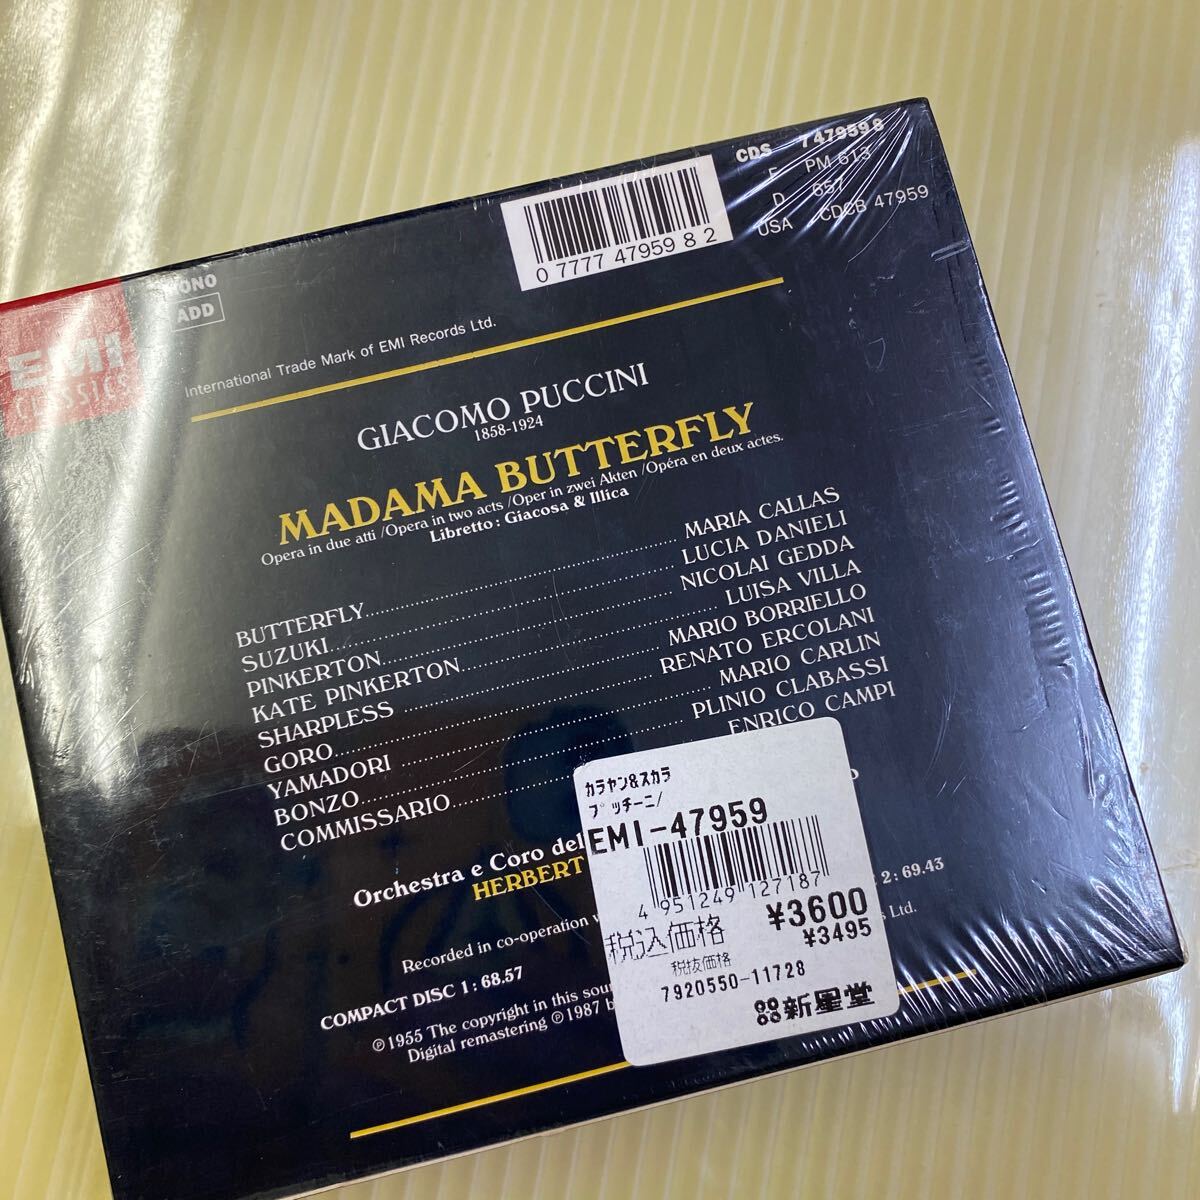 CDS 7 47959 8
F PM 613
D 651
USA CDCB 47959
0 7777 47959 8 2
MONO
ADD
EMI
CLASSICS
International Trade Mark of EMI Records Ltd.
GIACOMO PUCCINI
1858-1924
MADAMA BUTTERFLY
Opera in due atti /Opera in two acts /Oper in zwei Akten /Opéra en deux actes.
Libretto : Giacosa & Illica
BUTTERFLY MARIA CALLAS
SUZUKI LUCIA DANIELI
PINKERTON NICOLAI GEDDA
KATE PINKERTON LUISA VILLA
SHARPLESS MARIO BORRIELLO
GORO RENATO ERCOLANI
YAMADORI MARIO CARLIN
BONZO PLINIO CLABASSI
COMMISSARIO ENRICO CAMPI
Orchestra e Coro del
HERBERT
Recorded in co-operation
COMPACT DISC 1 : 68.57
2 : 69.43
℗ 1955 The copyright in this soun
Ltd.
Digital remastering ℗ 1987 b
カラヤン&スカラ
プッチーニ/
EMI-47959
4 951249 127187
税込価格 ¥3600
税抜価格 ¥3495
7920550-11728
新星堂